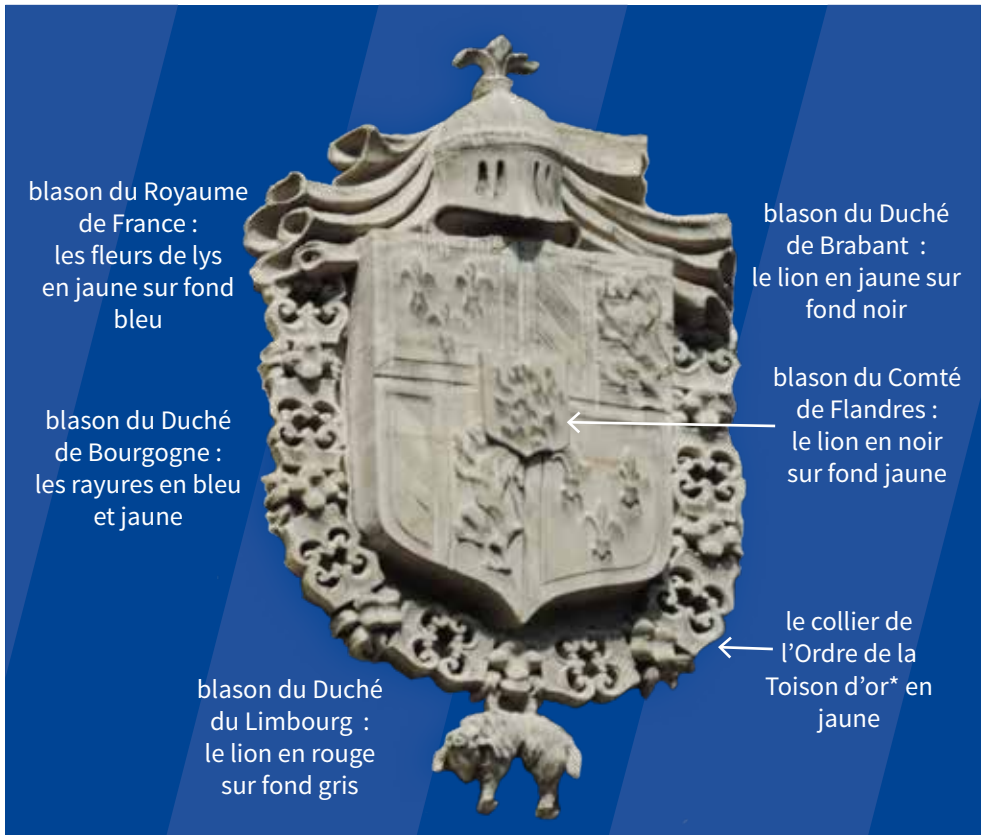 blason du Royaume
de France :
les fleurs de lys
en jaune sur fond
bleu
blason du Duché
de Bourgogne :
les rayures en bleu
et jaune
blason du Duché
du Limbourg :
le lion en rouge
sur fond gris
blason du Duché
de Brabant :
le lion en jaune sur
fond noir
blason du Comté
de Flandres :
le lion en noir
sur fond jaune
le collier de
l’Ordre de la
Toison d’or* en
jaune